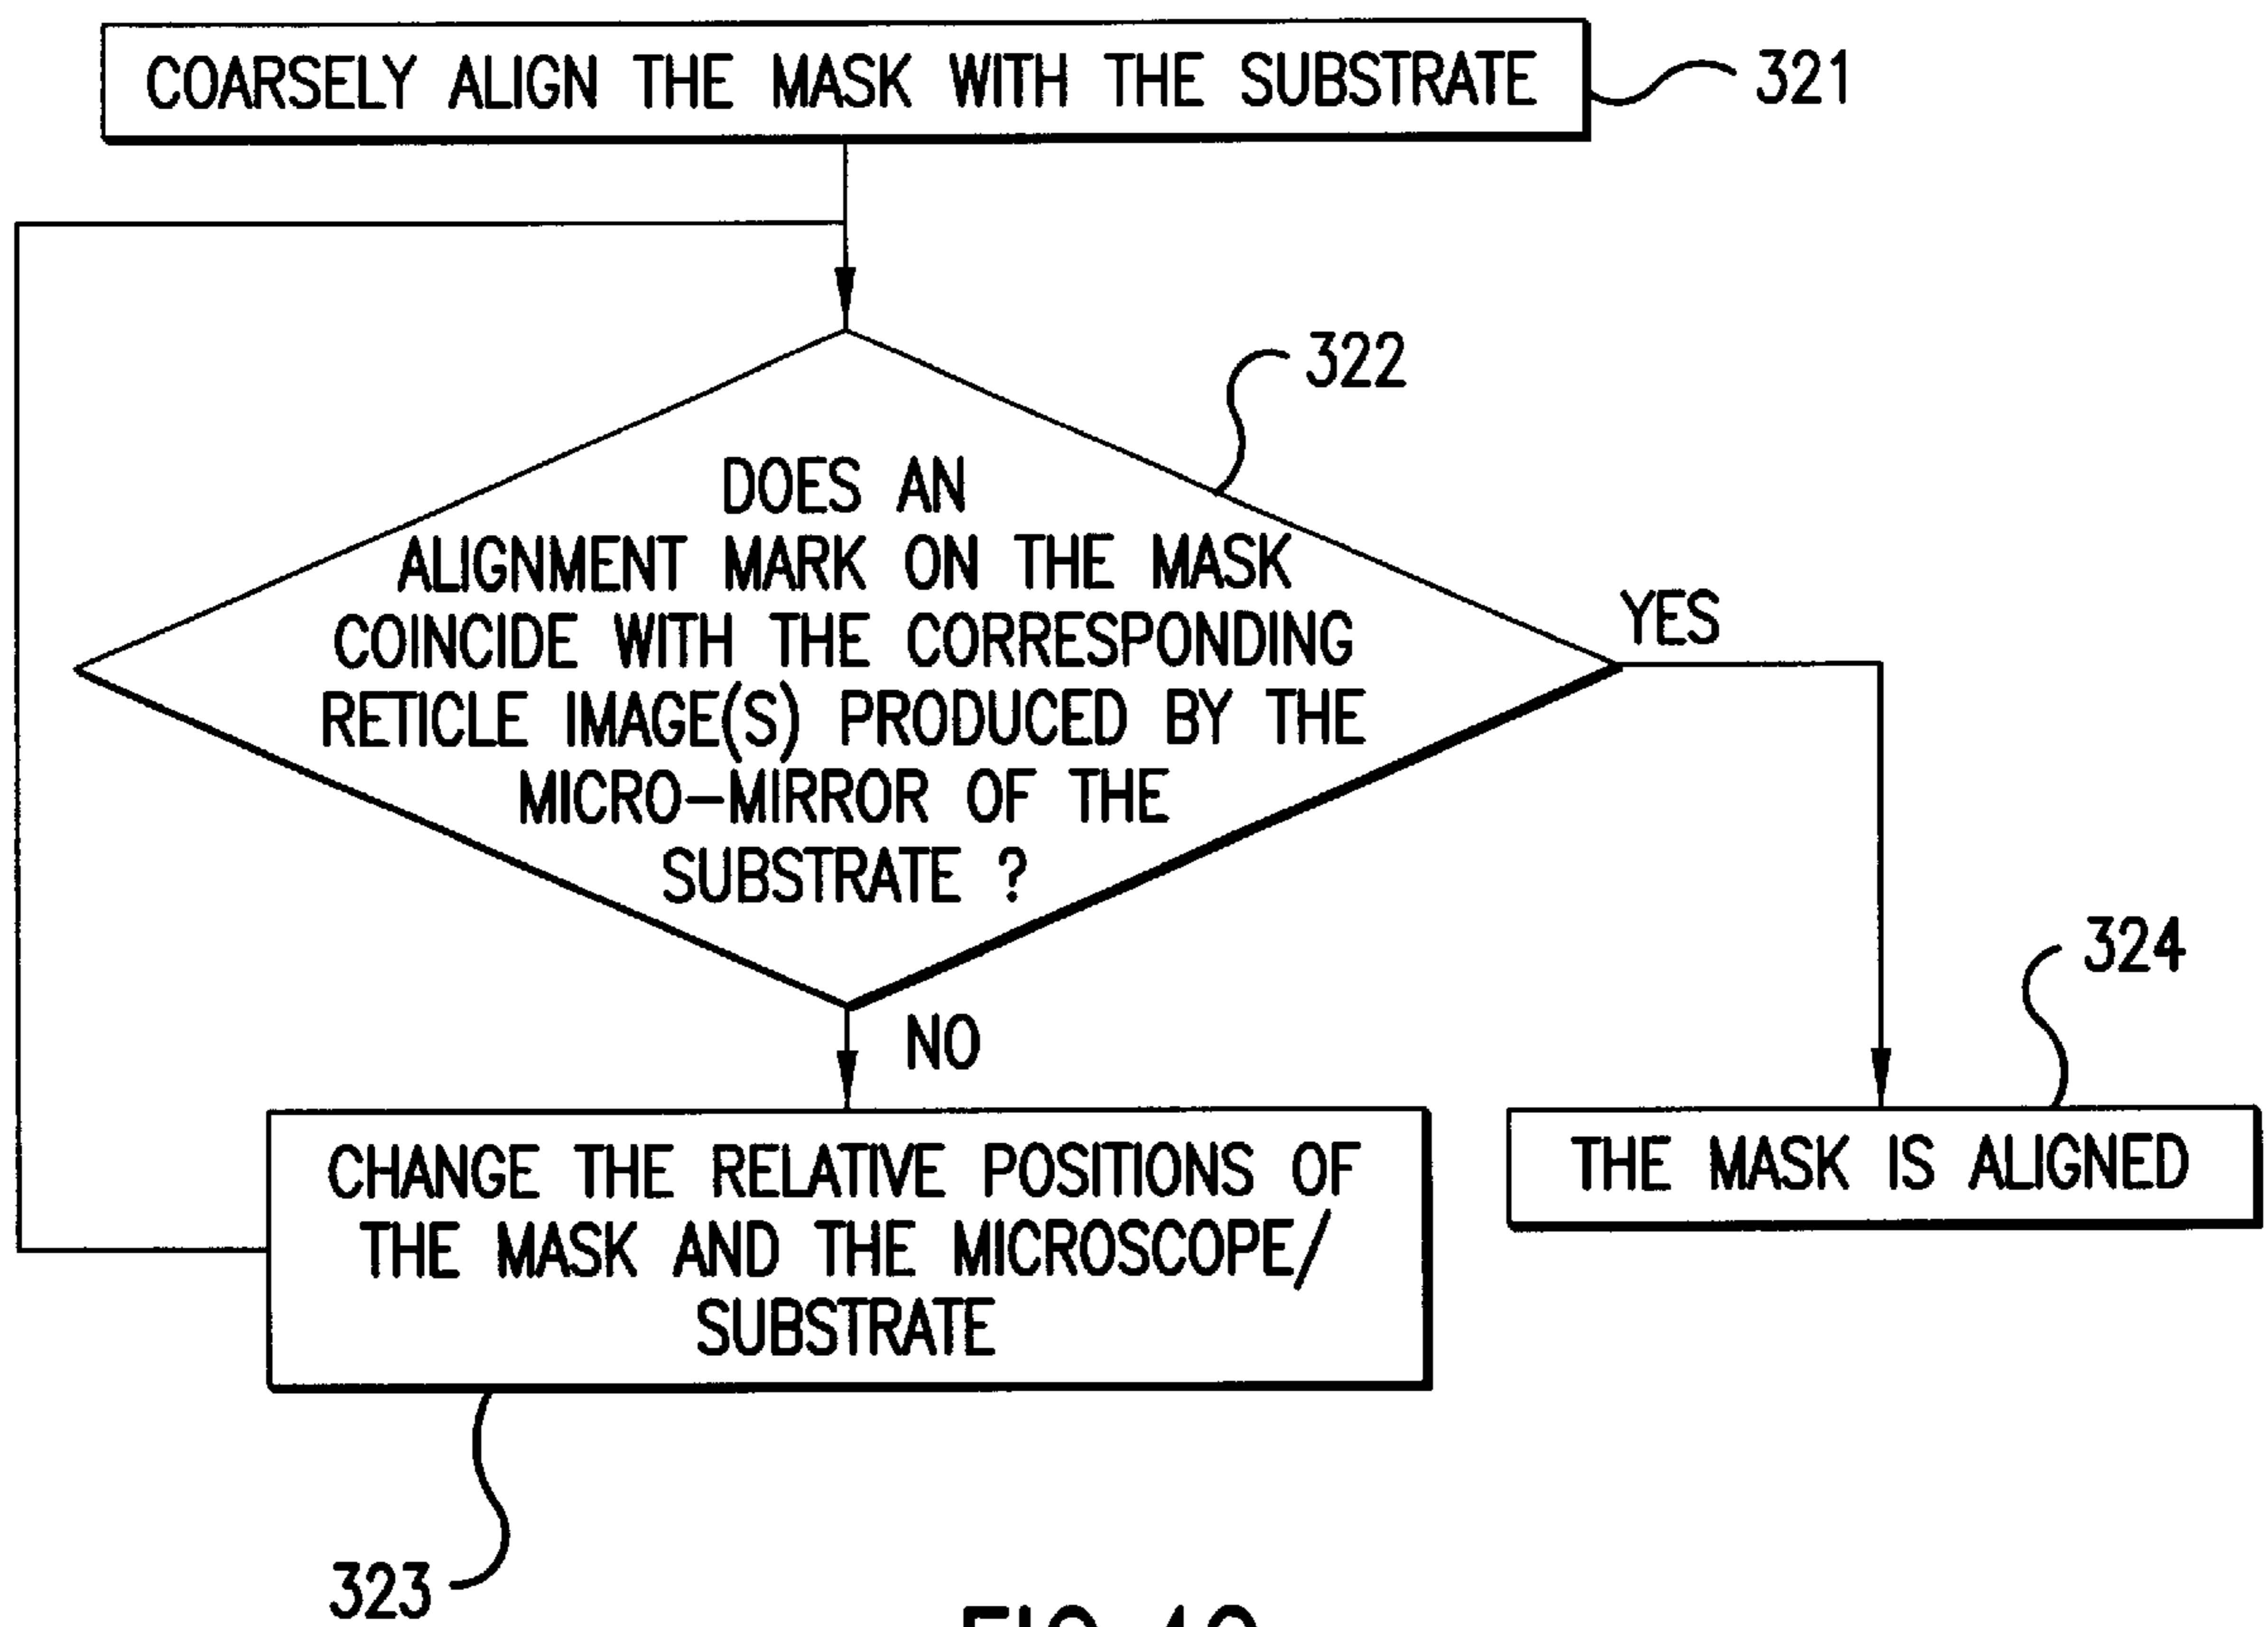 COARSELY ALIGN THE MASK WITH THE SUBSTRATE
321
322
DOES AN
ALIGNMENT MARK ON THE MASK
COINCIDE WITH THE CORRESPONDING
RETICLE IMAGE(S) PRODUCED BY THE
MICRO-MIRROR OF THE
SUBSTRATE ?
YES
NO
324
THE MASK IS ALIGNED
CHANGE THE RELATIVE POSITIONS OF
THE MASK AND THE MICROSCOPE/
SUBSTRATE
323